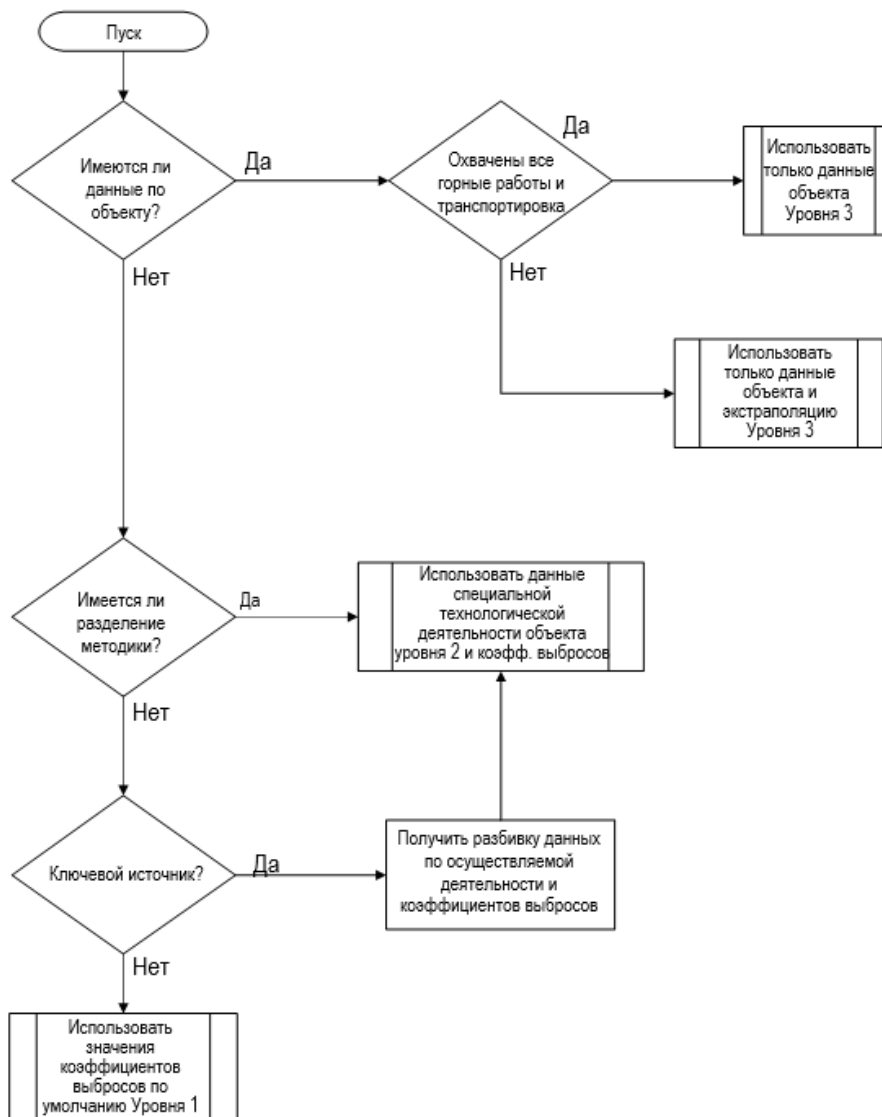 Пуск
Имеются ли
данные по
объекту?
Да
Охвачены все
горные работы и
транспортировка
Да
Использовать
только данные
объекта
Уровня 3
Нет
Нет
Использовать
только данные
объекта и
экстраполяцию
Уровня 3
Имеется ли
разделение
методики?
Да
Использовать данные
специальной
технологической
деятельности объекта
уровня 2 и коэфф. выбросов
Нет
Ключевой источник?
Да
Получить разбивку данных
по осуществляемой
деятельности и
коэффициентов выбросов
Нет
Использовать
значения
коэффициентов
выбросов по
умолчанию Уровня 1